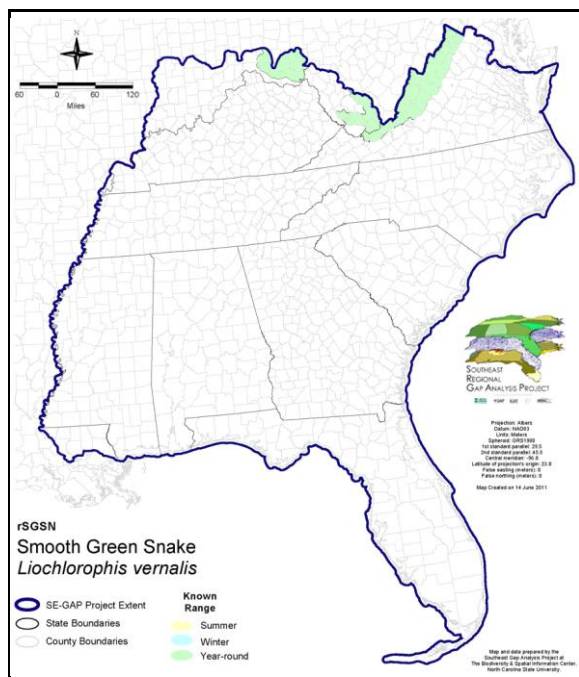 N
60 0 60 120
Miles
SOUTHEAST
REGIONAL
GAP ANALYSIS PROJECT
Projection: Albers
Datum: NAD83
Units: Meters
Spheroid: GRS1980
1st standard parallel: 29.5
2nd standard parallel: 45.5
Central meridian: -96.0
Latitude of projection's origin: 23.0
False easting (meters): 0
False northing (meters): 0
Map Created on 14 June 2011
rSGSN
Smooth Green Snake
Liochlorophis vernalis
SE-GAP Project Extent
State Boundaries
County Boundaries
Known
Range
Summer
Winter
Year-round
Map and data prepared by the
Southeast Gap Analysis Project at
The Biodiversity & Spatial Information Center,
North Carolina State University.